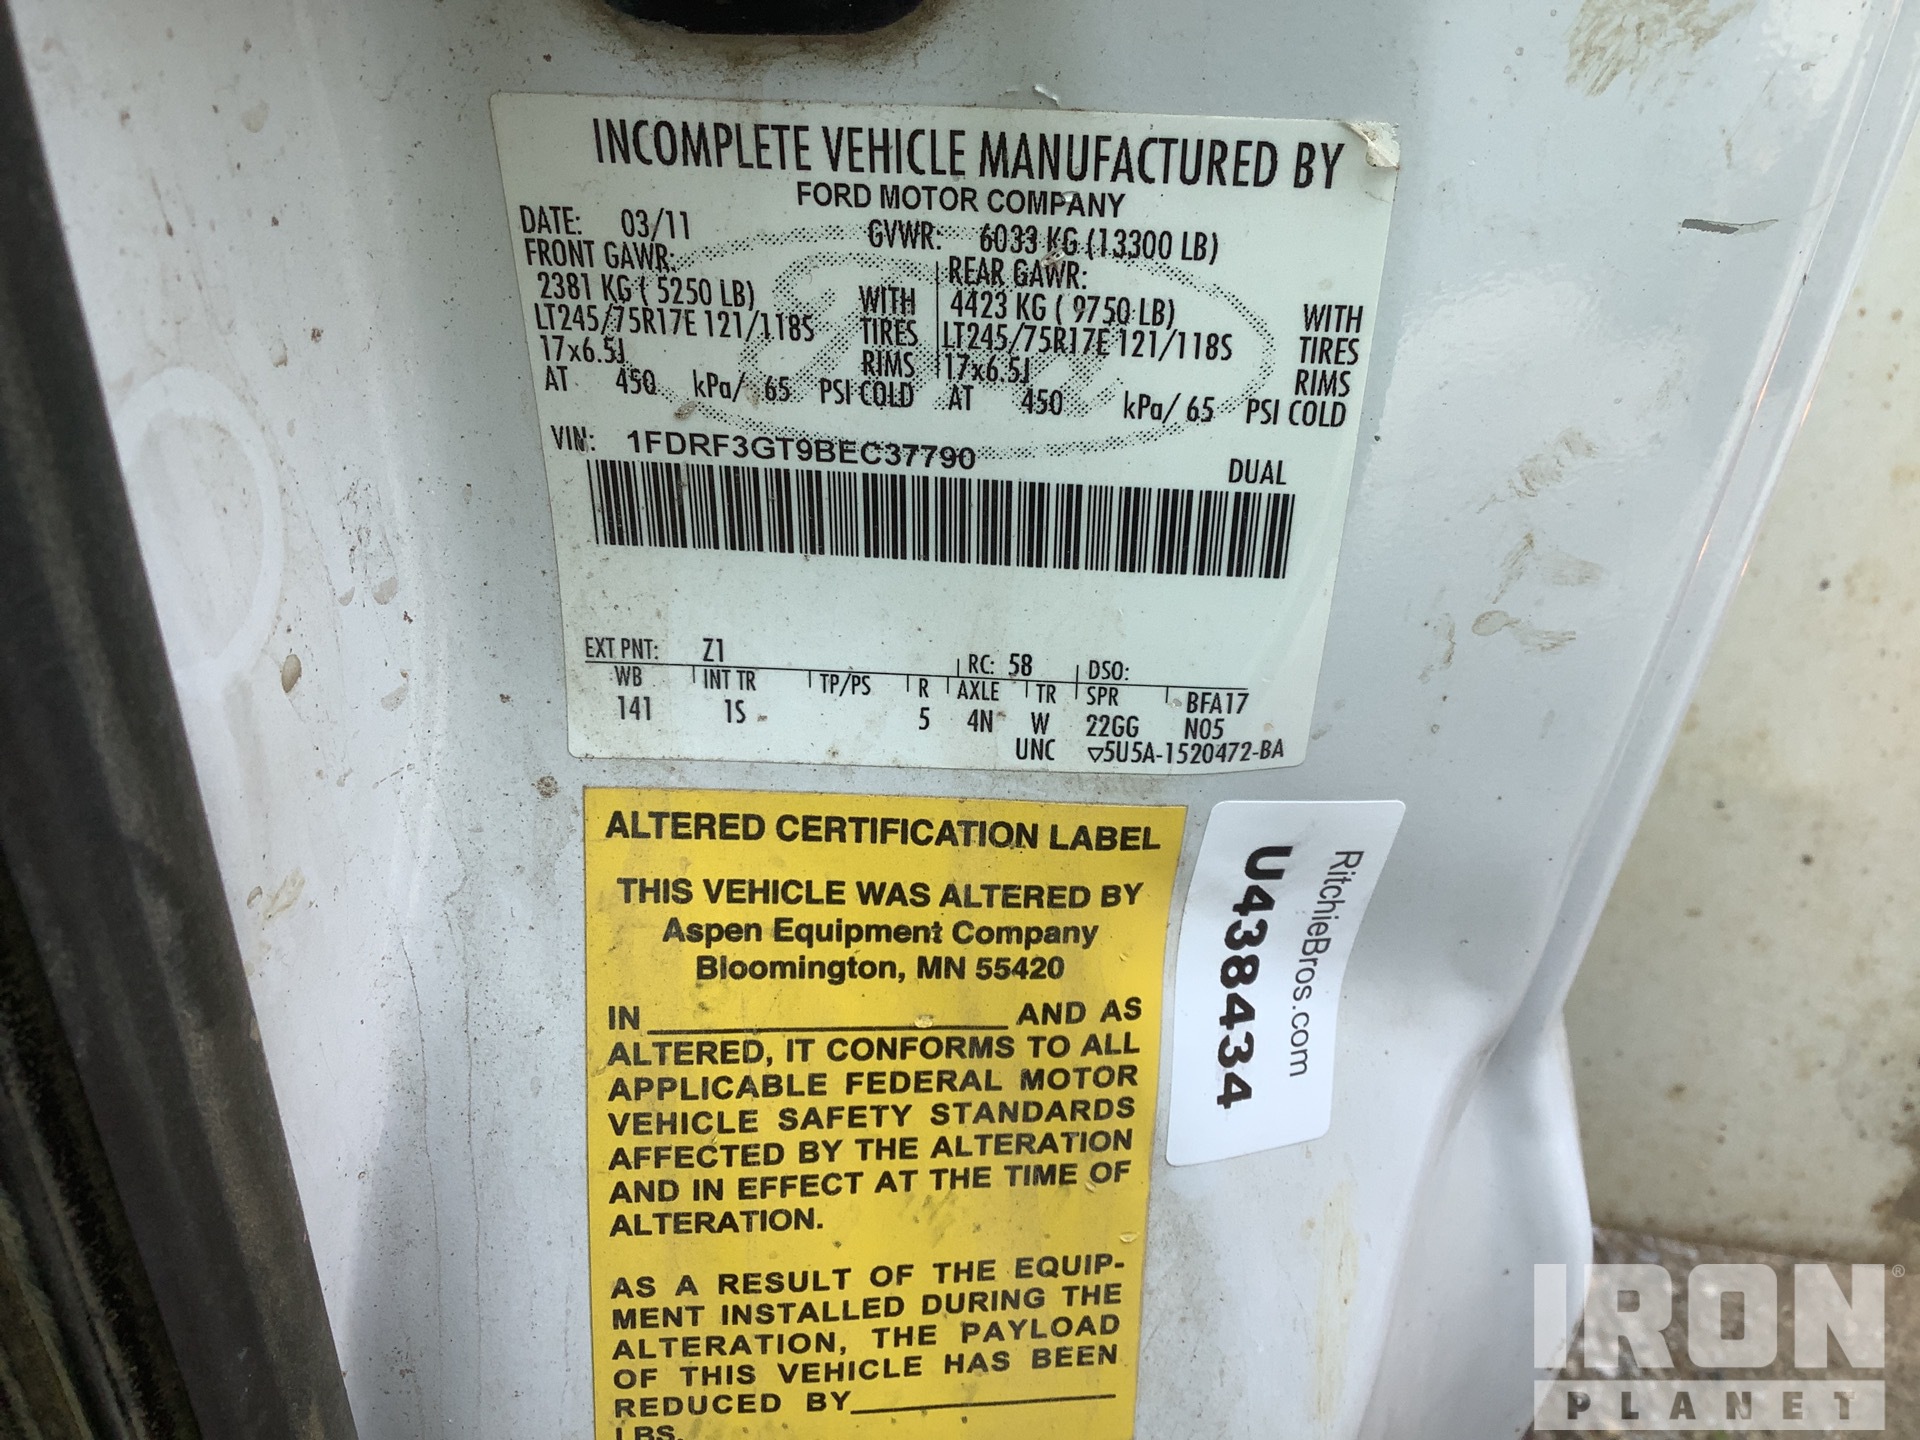 INCOMPLETE VEHICLE MANUFACTURED BY
FORD MOTOR COMPANY
DATE: 03/11 GVWR: 6033 KG (13300 LB)
FRONT GAWR: REAR GAWR:
2381 KG ( 5250 LB) WITH 4423 KG ( 9750 LB) WITH
LT245/75R17E 121/118S TIRES LT245/75R17E 121/118S TIRES
17x6.5J RIMS 17x6.5J RIMS
AT 450 kPa/ 65 PSI COLD AT 450 kPa/ 65 PSI COLD
VIN: 1FDRF3GT9BEC37790 DUAL
EXT PNT: Z1 RC: 58 DSO:
WB INT TR TP/PS R AXLE TR SPR BFA17
141 1S 5 4N W 22GG N05
UNC ▽5U5A-1520472-BA
ALTERED CERTIFICATION LABEL
THIS VEHICLE WAS ALTERED BY
Aspen Equipment Company
Bloomington, MN 55420
IN AND AS
ALTERED, IT CONFORMS TO ALL
APPLICABLE FEDERAL MOTOR
VEHICLE SAFETY STANDARDS
AFFECTED BY THE ALTERATION
AND IN EFFECT AT THE TIME OF
ALTERATION.
AS A RESULT OF THE EQUIP-
MENT INSTALLED DURING THE
ALTERATION, THE PAYLOAD
OF THIS VEHICLE HAS BEEN
REDUCED BY
LBS.
RitchieBros.com
U438434
IRON
PLANET